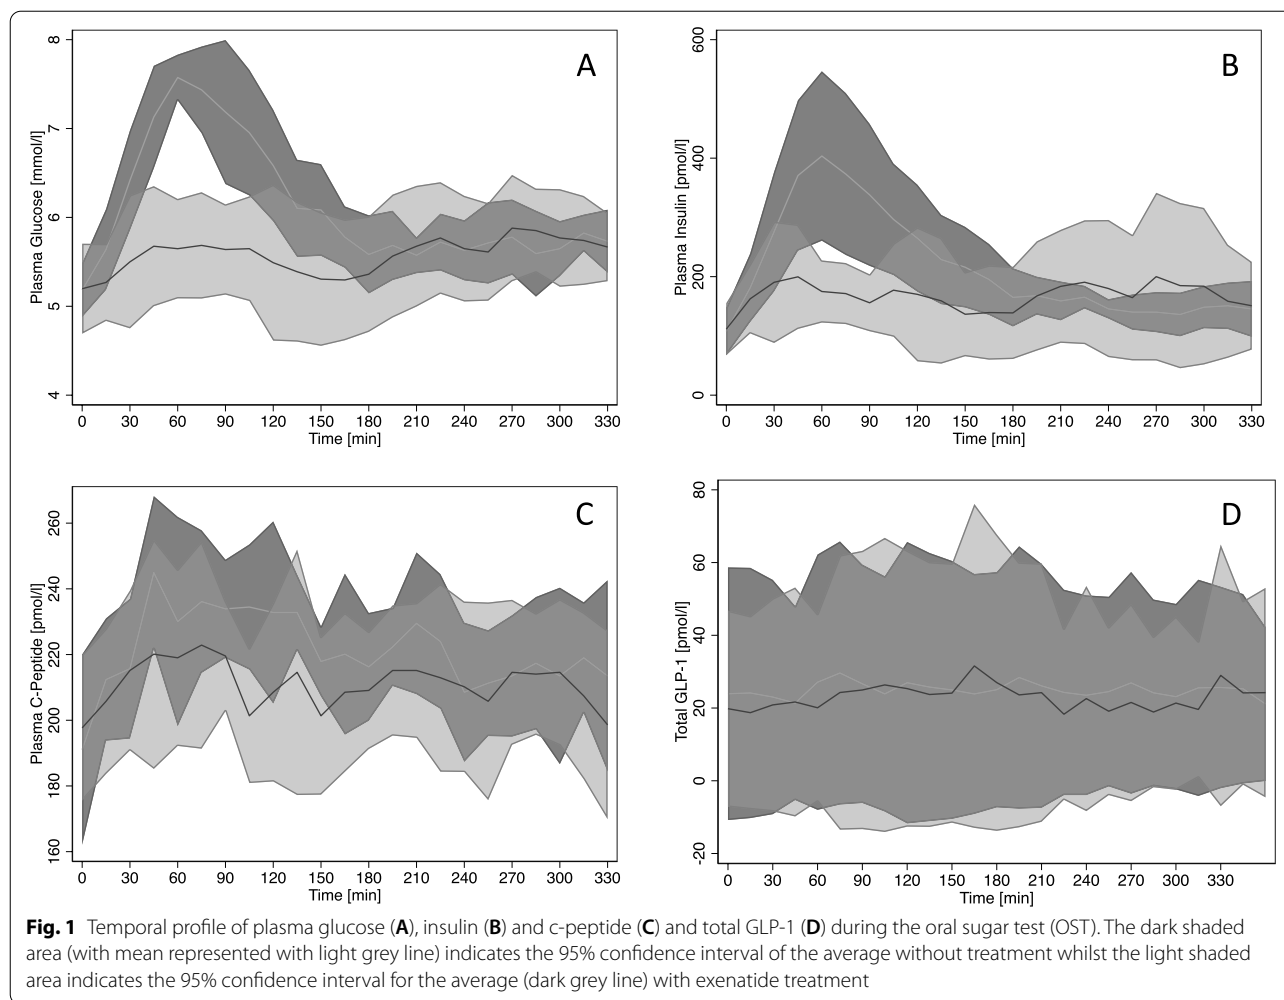 A
Plasma Glucose [mmol/l]
8
7
6
5
4
0 30 60 90 120 150 180 210 240 270 300 330
Time [min]
B
Plasma Insulin [pmol/l]
600
400
200
0
0 30 60 90 120 150 180 210 240 270 300 330
Time [min]
C
Plasma C-Peptide [pmol/l]
260
240
220
200
180
160
0 30 60 90 120 150 180 210 240 270 300 330
Time [min]
D
Total GLP-1 [pmol/l]
80
60
40
20
0
-20
0 30 60 90 120 150 180 210 240 270 300 330
Time [min]
Fig. 1 Temporal profile of plasma glucose (A), insulin (B) and c-peptide (C) and total GLP-1 (D) during the oral sugar test (OST). The dark shaded
area (with mean represented with light grey line) indicates the 95% confidence interval of the average without treatment whilst the light shaded
area indicates the 95% confidence interval for the average (dark grey line) with exenatide treatment